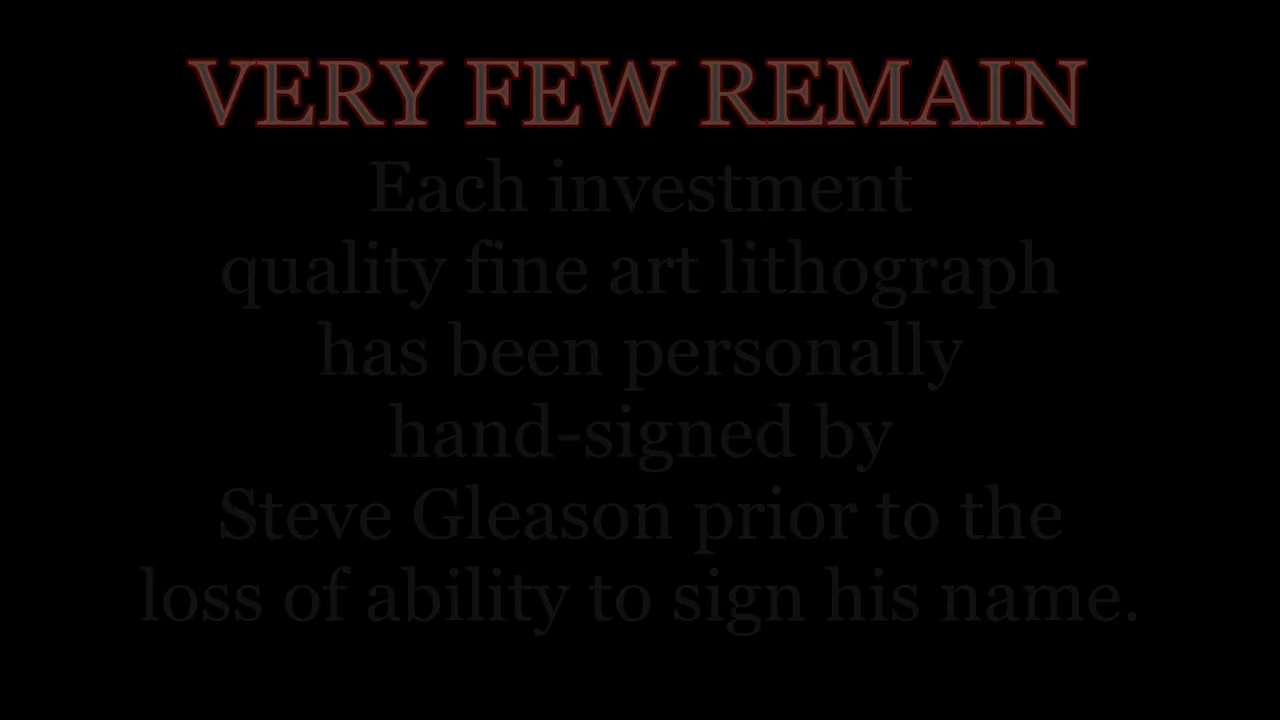 VERY FEW REMAIN
Each investment
quality fine art lithograph
has been personally
hand-signed by
Steve Gleason prior to the
loss of ability to sign his name.